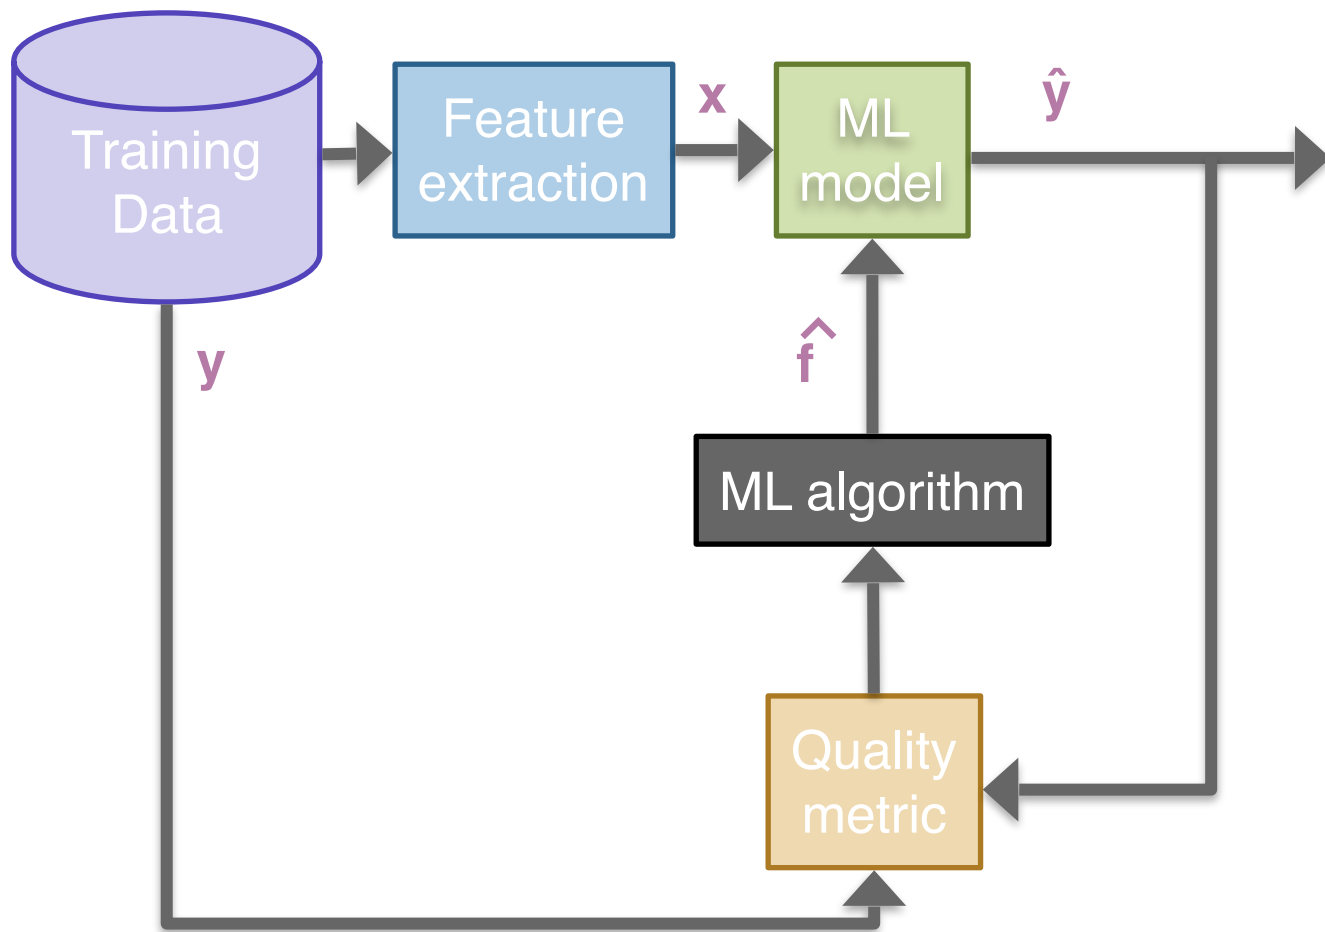 Training
Data
Feature
extraction
x
ML
model
ŷ
y
f̂
ML algorithm
Quality
metric